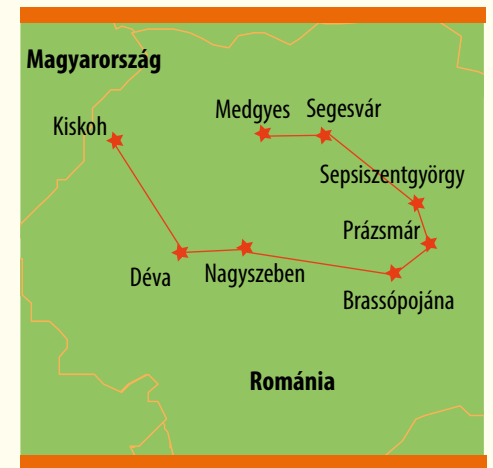 Magyarország
Medgyes Segesvár
Kiskoh
Sepsiszentgyörgy
Prázsmár
Déva Nagyszeben
Brassópojána
Románia